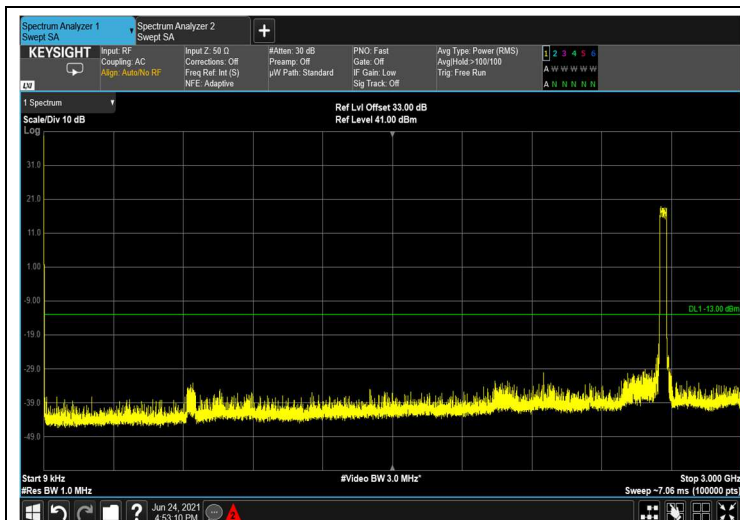 Spectrum Analyzer 1
Swept SA
Spectrum Analyzer 2
Swept SA
+
KEYSIGHT
LXI
Input: RF
Coupling: AC
Align: Auto/No RF
Input Z: 50 Ω
Corrections: Off
Freq Ref: Int (S)
NFE: Adaptive
#Atten: 30 dB
Preamp: Off
µW Path: Standard
PNO: Fast
Gate: Off
IF Gain: Low
Sig Track: Off
Avg Type: Power (RMS)
Avg|Hold:>100/100
Trig: Free Run
1 2 3 4 5 6
A W W W W W
A N N N N N
1 Spectrum
Scale/Div 10 dB
Log
Ref Lvl Offset 33.00 dB
Ref Level 41.00 dBm
31.0
21.0
11.0
1.00
-9.00
DL1 -13.00 dBm
-19.0
-29.0
-39.0
-49.0
Start 9 kHz
#Res BW 1.0 MHz
#Video BW 3.0 MHz*
Stop 3.000 GHz
Sweep ~7.06 ms (100000 pts)
?
Jun 24, 2021
4:53:10 PM